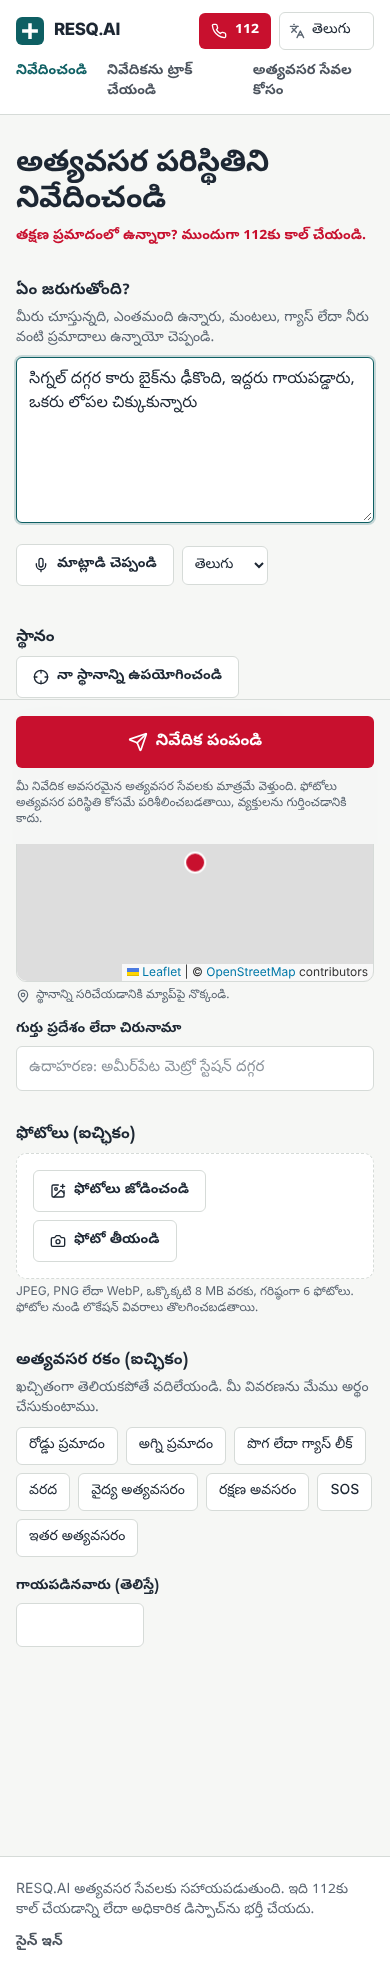 RESQ.AI
112
తెలుగు
నివేదించండి
నివేదికను ట్రాక్
చేయండి
అత్యవసర సేవల
కోసం
అత్యవసర పరిస్థితిని
నివేదించండి
తక్షణ ప్రమాదంలో ఉన్నారా? ముందుగా 112కు కాల్ చేయండి.
ఏం జరుగుతోంది?
మీరు చూస్తున్నది, ఎంతమంది ఉన్నారు, మంటలు, గ్యాస్ లేదా నీరు
వంటి ప్రమాదాలు ఉన్నాయో చెప్పండి.
సిగ్నల్ దగ్గర కారు బైక్‌ను ఢీకొంది, ఇద్దరు గాయపడ్డారు,
ఒకరు లోపల చిక్కుకున్నారు
మాట్లాడి చెప్పండి
తెలుగు
స్థానం
నా స్థానాన్ని ఉపయోగించండి
నివేదిక పంపండి
మీ నివేదిక అవసరమైన అత్యవసర సేవలకు మాత్రమే వెళ్తుంది. ఫోటోలు
అత్యవసర పరిస్థితి కోసమే పరిశీలించబడతాయి, వ్యక్తులను గుర్తించడానికి
కాదు.
Leaflet | © OpenStreetMap contributors
స్థానాన్ని సరిచేయడానికి మ్యాప్‌పై నొక్కండి.
గుర్తు ప్రదేశం లేదా చిరునామా
ఉదాహరణ: అమీర్‌పేట మెట్రో స్టేషన్ దగ్గర
ఫోటోలు (ఐచ్ఛికం)
ఫోటోలు జోడించండి
ఫోటో తీయండి
JPEG, PNG లేదా WebP, ఒక్కొక్కటి 8 MB వరకు, గరిష్ఠంగా 6 ఫోటోలు.
ఫోటోల నుండి లొకేషన్ వివరాలు తొలగించబడతాయి.
అత్యవసర రకం (ఐచ్ఛికం)
ఖచ్చితంగా తెలియకపోతే వదిలేయండి. మీ వివరణను మేము అర్థం
చేసుకుంటాము.
రోడ్డు ప్రమాదం
అగ్ని ప్రమాదం
పొగ లేదా గ్యాస్ లీక్
వరద
వైద్య అత్యవసరం
రక్షణ అవసరం
SOS
ఇతర అత్యవసరం
గాయపడినవారు (తెలిస్తే)
RESQ.AI అత్యవసర సేవలకు సహాయపడుతుంది. ఇది 112కు
కాల్ చేయడాన్ని లేదా అధికారిక డిస్పాచ్‌ను భర్తీ చేయదు.
సైన్ ఇన్